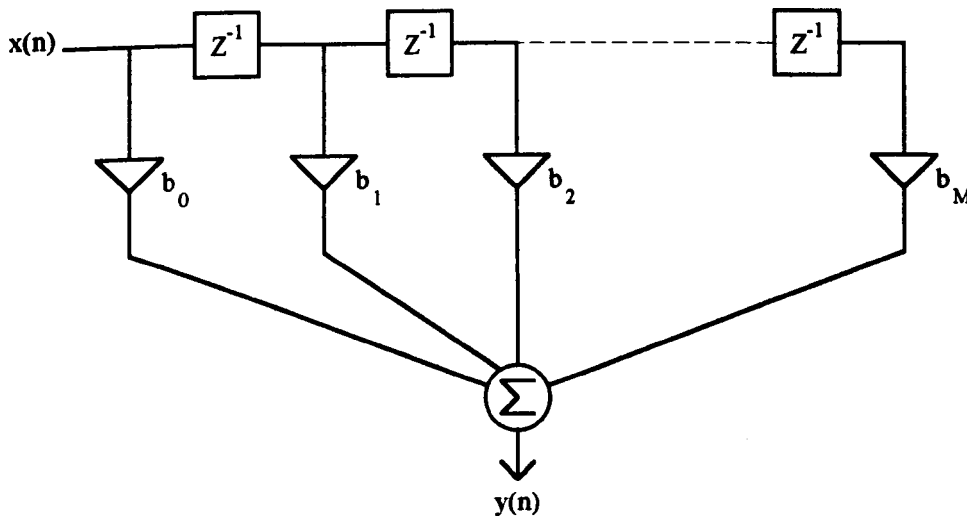 x(n) Z⁻¹ Z⁻¹ Z⁻¹
b₀ b₁ b₂ b_M
Σ
y(n)